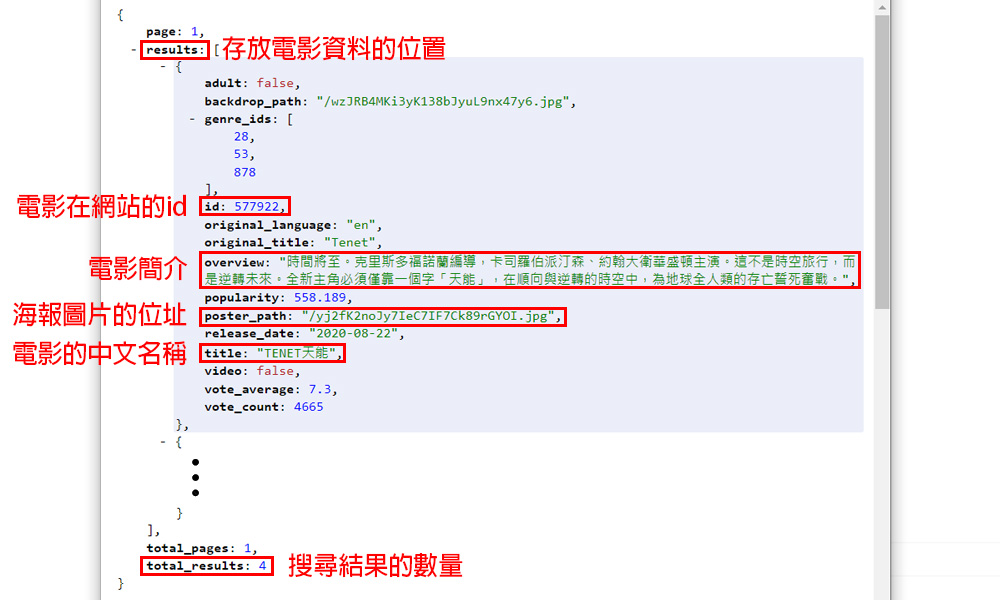 {
page: 1,
- results: [ 存放電影資料的位置
- {
adult: false,
backdrop_path: "/wzJRB4MKi3yK138bJyuL9nx47y6.jpg",
- genre_ids: [
28,
53,
878
],
電影在網站的id id: 577922,
original_language: "en",
original_title: "Tenet",
電影簡介 overview: "時間將至。克里斯多福諾蘭編導，卡司羅伯派汀森、約翰大衛華盛頓主演。這不是時空旅行，而
是逆轉未來。全新主角必須僅靠一個字「天能」，在順向與逆轉的時空中，為地球全人類的存亡誓死奮戰。",
popularity: 558.189,
海報圖片的位址 poster_path: "/yj2fK2noJy7IeC7IF7Ck89rGYOI.jpg",
release_date: "2020-08-22",
電影的中文名稱 title: "TENET天能",
video: false,
vote_average: 7.3,
vote_count: 4665
},
- {
}
],
total_pages: 1,
total_results: 4 搜尋結果的數量
}